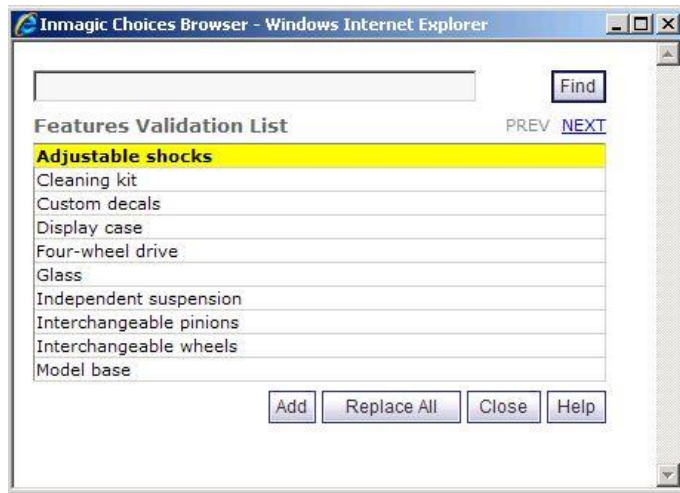 Inmagic Choices Browser - Windows Internet Explorer
Find
Features Validation List PREV NEXT
Adjustable shocks
Cleaning kit
Custom decals
Display case
Four-wheel drive
Glass
Independent suspension
Interchangeable pinions
Interchangeable wheels
Model base
Add Replace All Close Help